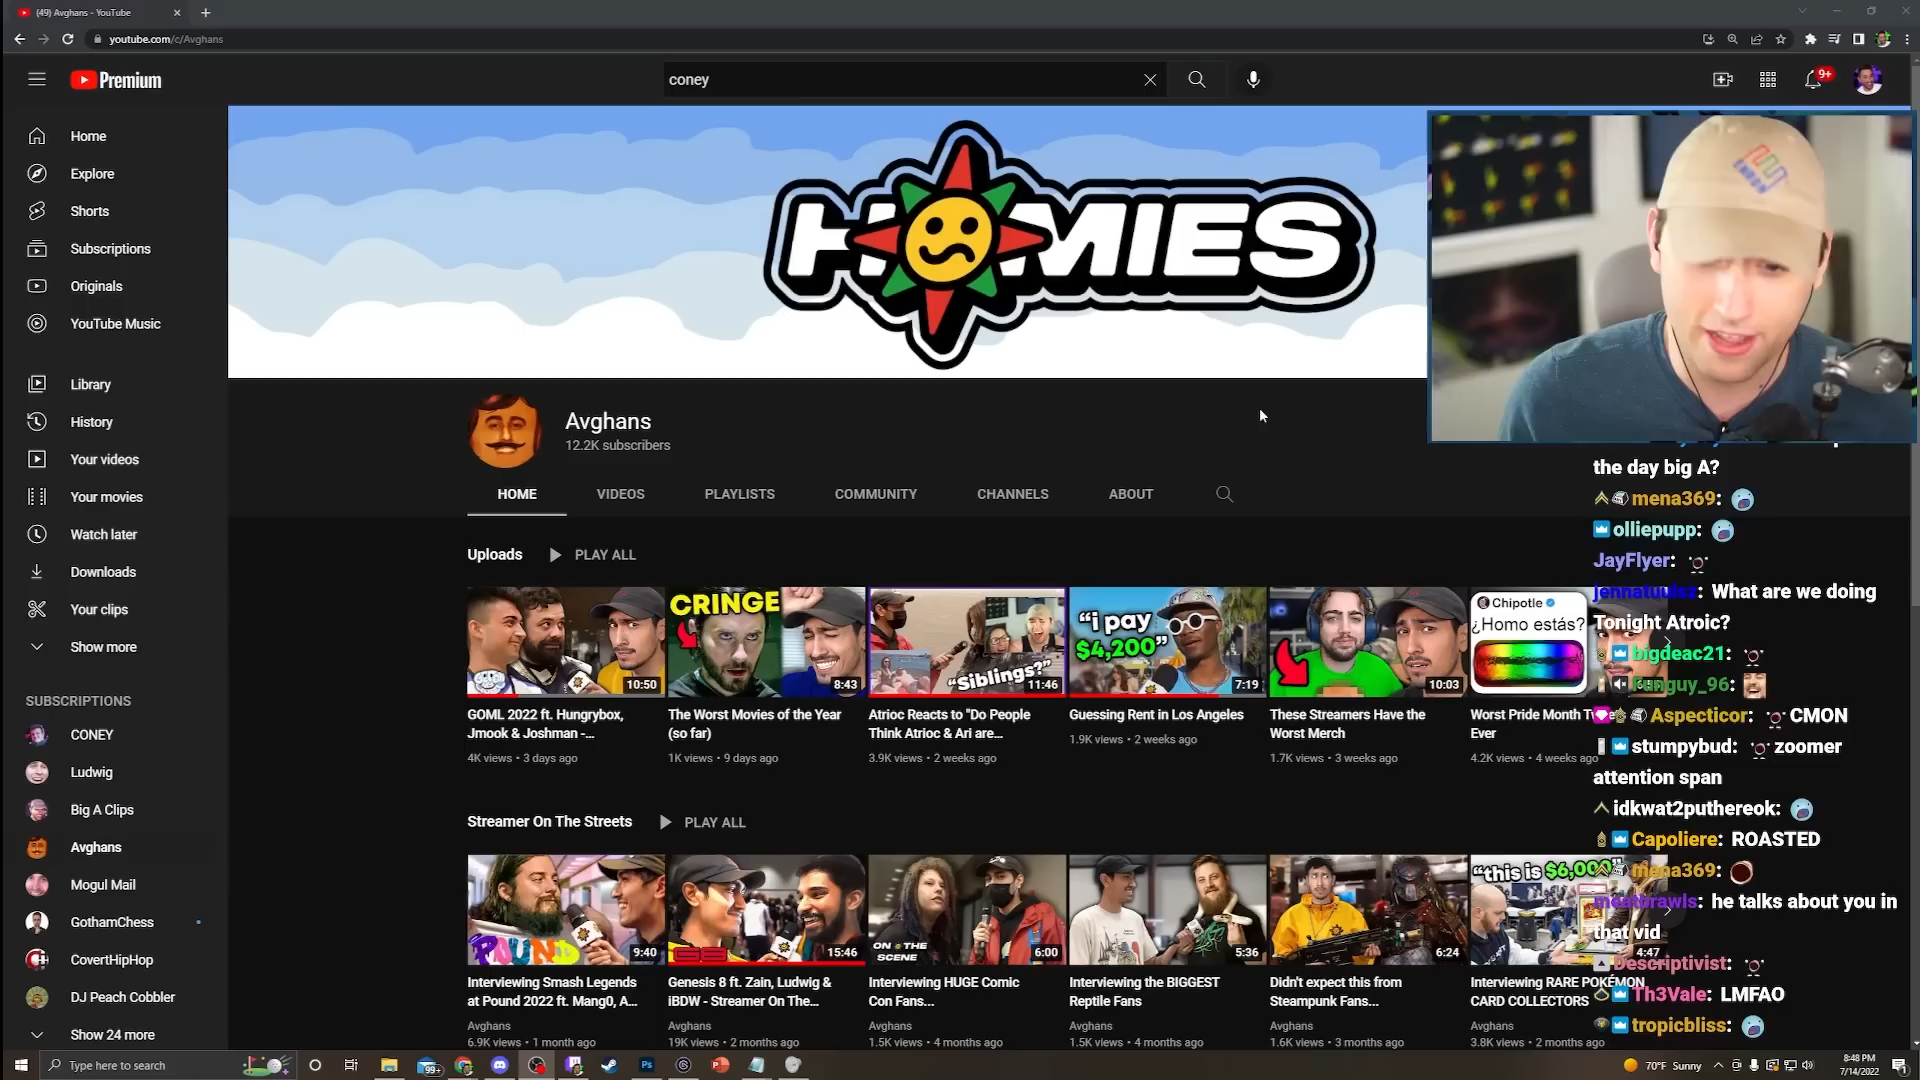 (49) Avghans - YouTube
youtube.com/c/Avghans
Premium
coney
9+
Home
Explore
Shorts
Subscriptions
Originals
YouTube Music
Library
History
Your videos
Your movies
Watch later
Downloads
Your clips
Show more
SUBSCRIPTIONS
CONEY
Ludwig
Big A Clips
Avghans
Mogul Mail
GothamChess
CovertHipHop
DJ Peach Cobbler
Show 24 more
HOMIES
Avghans
12.2K subscribers
HOME VIDEOS PLAYLISTS COMMUNITY CHANNELS ABOUT
Uploads PLAY ALL
10:50
GOML 2022 ft. Hungrybox,
Jmook & Joshman -...
4K views • 3 days ago
CRINGE
8:43
The Worst Movies of the Year
(so far)
1K views • 9 days ago
"Siblings?"
11:46
Atrioc Reacts to "Do People
Think Atrioc & Ari are...
3.9K views • 2 weeks ago
"i pay
$4,200"
7:19
Guessing Rent in Los Angeles
1.9K views • 2 weeks ago
10:03
These Streamers Have the
Worst Merch
1.7K views • 3 weeks ago
Chipotle
¿Homo estás?
Worst Pride Month
Ever
4.2K views • 4 weeks ago
Streamer On The Streets PLAY ALL
POUND
9:40
Interviewing Smash Legends
at Pound 2022 ft. Mang0, A...
Avghans
6.9K views • 1 month ago
G8
15:46
Genesis 8 ft. Zain, Ludwig &
iBDW - Streamer On The...
Avghans
19K views • 2 months ago
ON THE
SCENE
6:00
Interviewing HUGE Comic
Con Fans...
Avghans
1.5K views • 4 months ago
5:36
Interviewing the BIGGEST
Reptile Fans
Avghans
1.5K views • 4 months ago
6:24
Didn't expect this from
Steampunk Fans...
Avghans
1.6K views • 3 months ago
"this is $6,000"
4:47
Interviewing RARE POKÉMON
CARD COLLECTORS
Avghans
3.8K views • 2 months ago
the day big A?
mena369:
olliepupp:
JayFlyer:
What are we doing
Tonight Atroic?
bigdeac21:
Funguy_96:
Aspecticor: CMON
stumpybud: zoomer
attention span
idkwat2puthereok:
Capoliere: ROASTED
mena369:
meatbrawls: he talks about you in
that vid
Descriptivist:
Th3Vale: LMFAO
tropicbliss:
Type here to search
99+
Ps
70°F Sunny
8:48 PM
7/14/2022